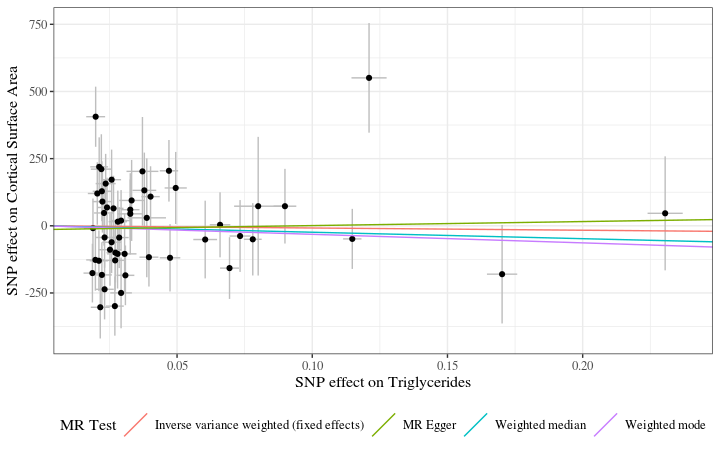 750
500
250
0
-250
SNP effect on Cortical Surface Area
0.05 0.10 0.15 0.20
SNP effect on Triglycerides
MR Test Inverse variance weighted (fixed effects) MR Egger Weighted median Weighted mode